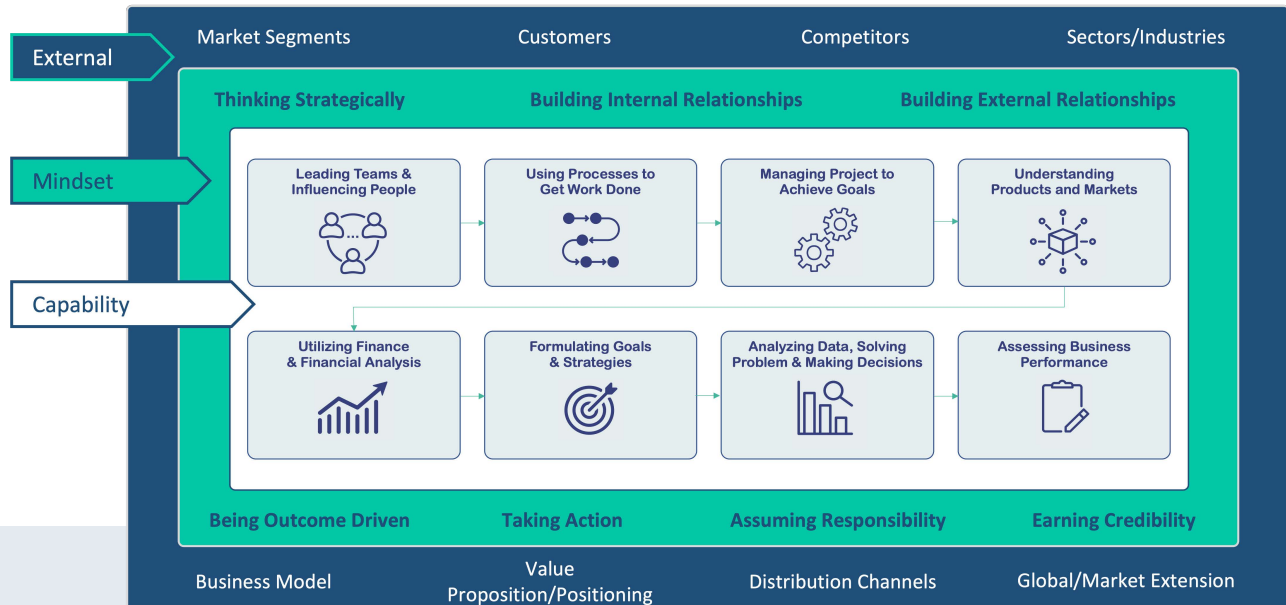 Market Segments
Customers
Competitors
Sectors/Industries
External
Thinking Strategically
Building Internal Relationships
Building External Relationships
Mindset
Leading Teams &
Influencing People
Using Processes to
Get Work Done
Managing Project to
Achieve Goals
Understanding
Products and Markets
...
Capability
Utilizing Finance
& Financial Analysis
Formulating Goals
& Strategies
Analyzing Data, Solving
Problem & Making Decisions
Assessing Business
Performance
Being Outcome Driven
Taking Action
Assuming Responsibility
Earning Credibility
Business Model
Value
Proposition/Positioning
Distribution Channels
Global/Market Extension